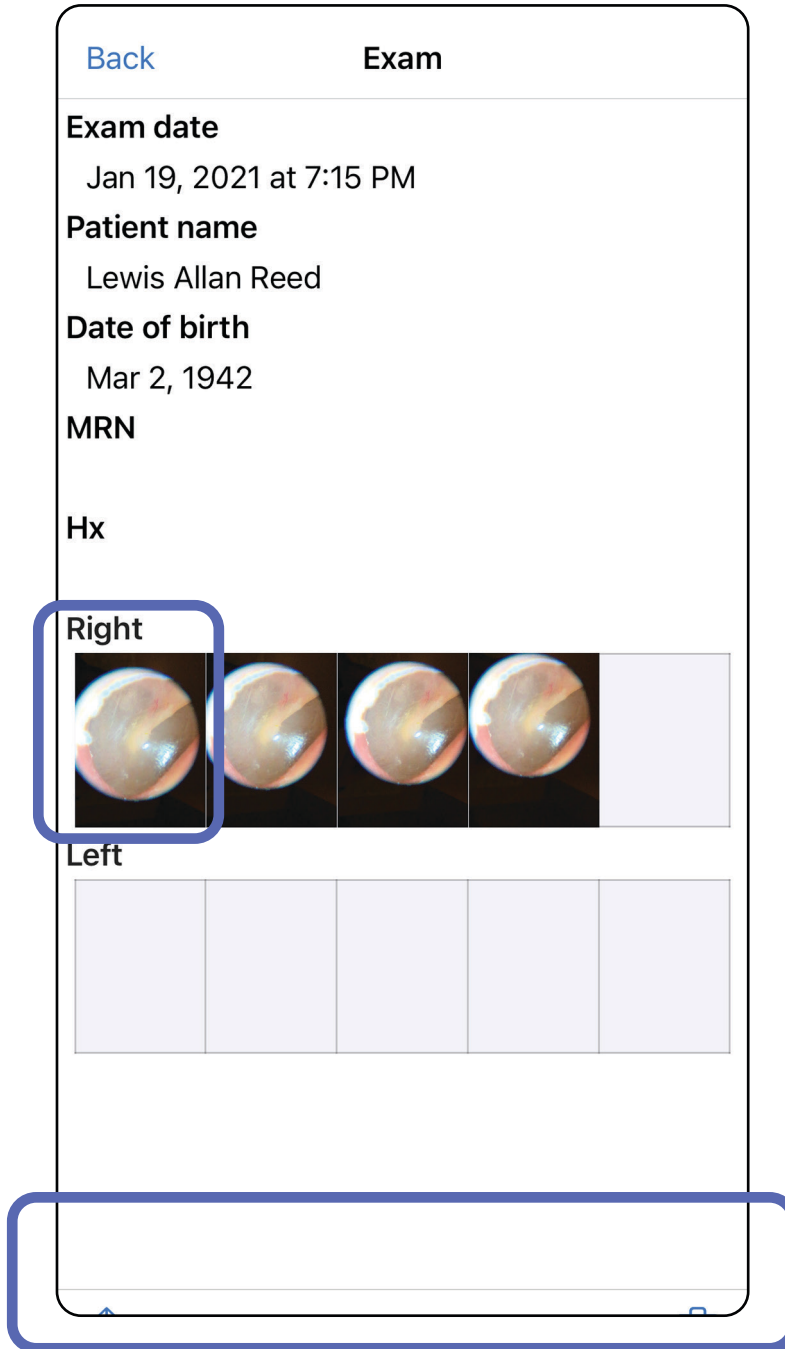 Back
Exam
Exam date
Jan 19, 2021 at 7:15 PM
Patient name
Lewis Allan Reed
Date of birth
Mar 2, 1942
MRN
Hx
Right
Left